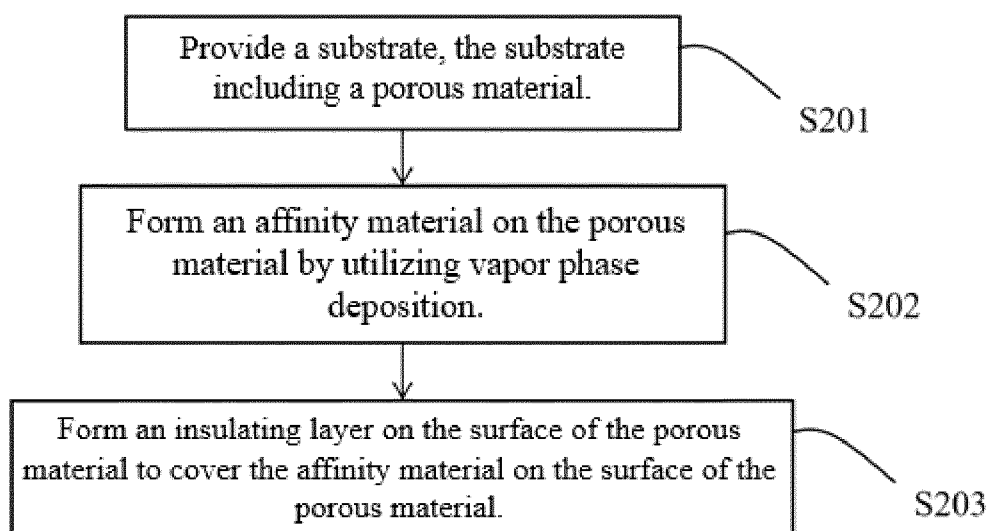 Provide a substrate, the substrate
including a porous material.
S201
Form an affinity material on the porous
material by utilizing vapor phase
deposition.
S202
Form an insulating layer on the surface of the porous
material to cover the affinity material on the surface of the
porous material.
S203